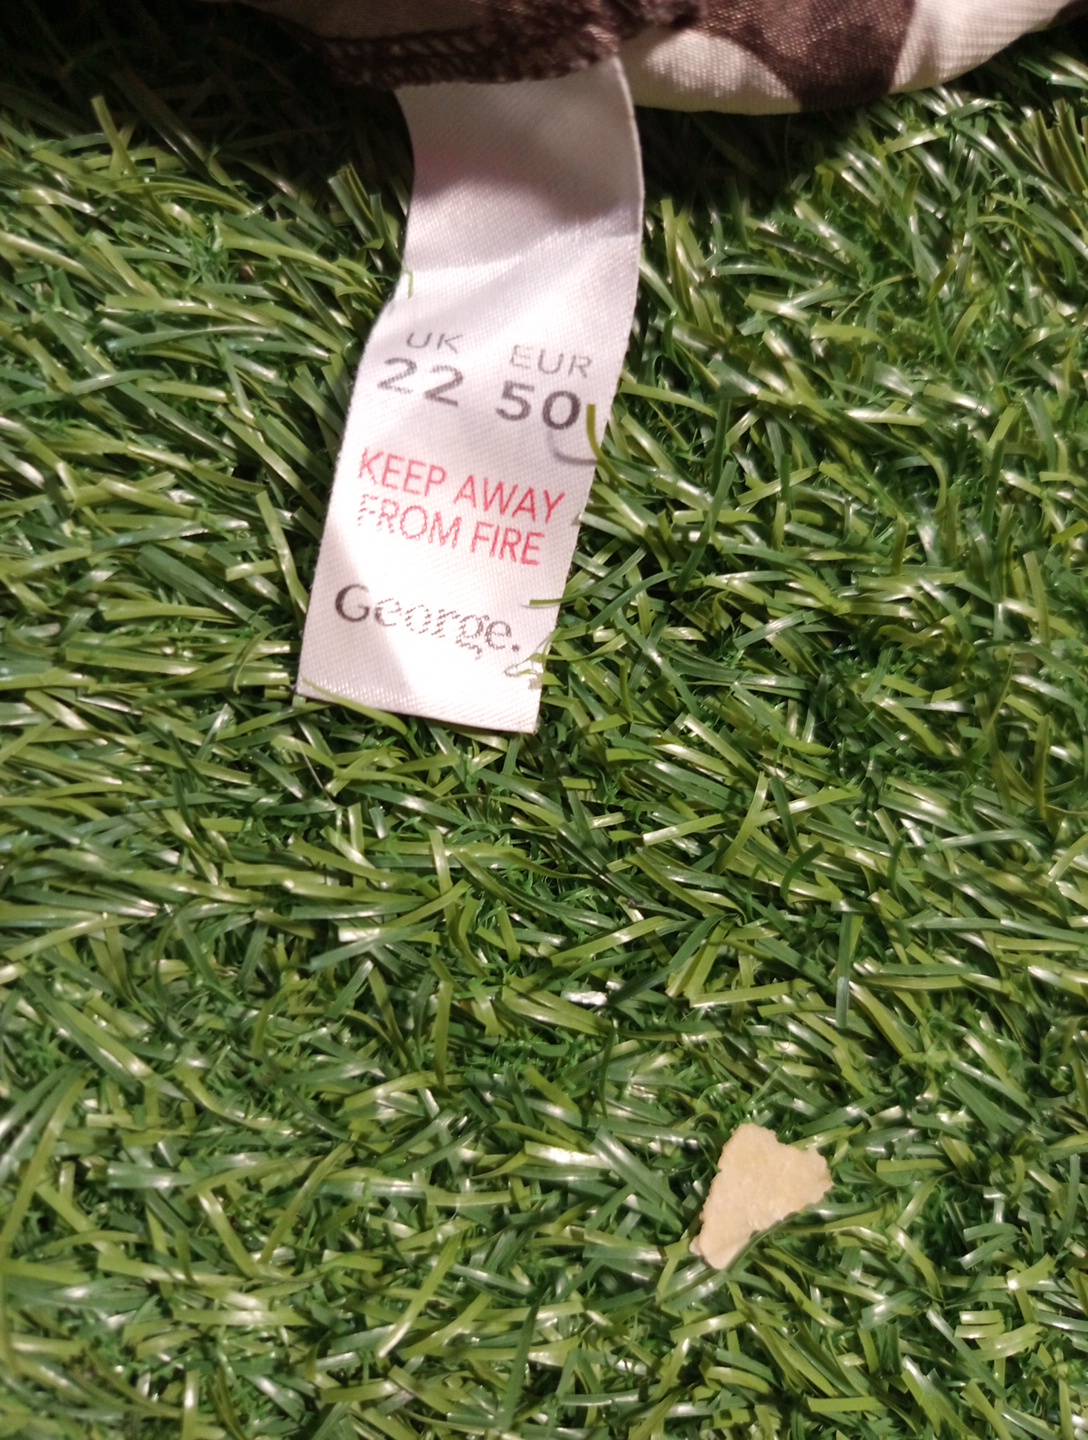 UK EUR
22 50
KEEP AWAY
FROM FIRE
George.